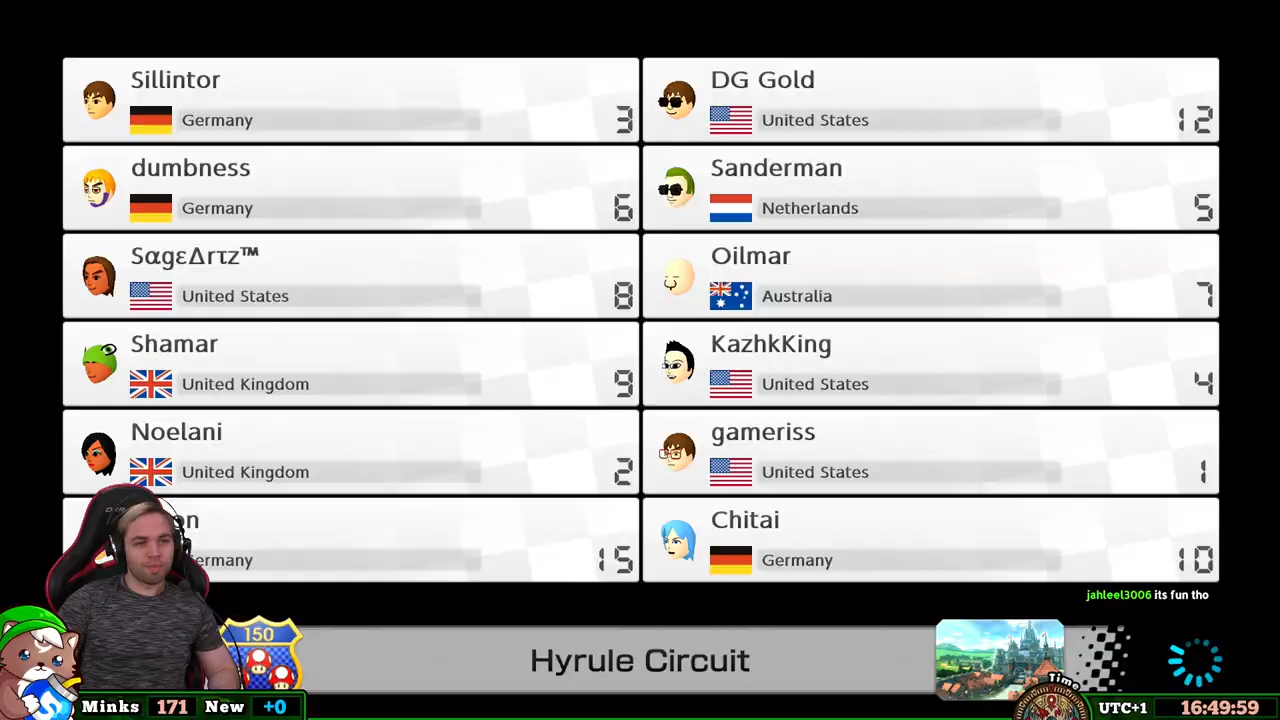 Sillintor
Germany
3
dumbness
Germany
6
SαgεΔrτz™
United States
8
Shamar
United Kingdom
9
Noelani
United Kingdom
2
on
ermany
15
DG Gold
United States
12
Sanderman
Netherlands
5
Oilmar
Australia
7
KazhkKing
United States
4
gameriss
United States
1
Chitai
Germany
10
jahleel3006 its fun tho
150
Hyrule Circuit
Time
Minks 171 New +0
UTC+1 16:49:59